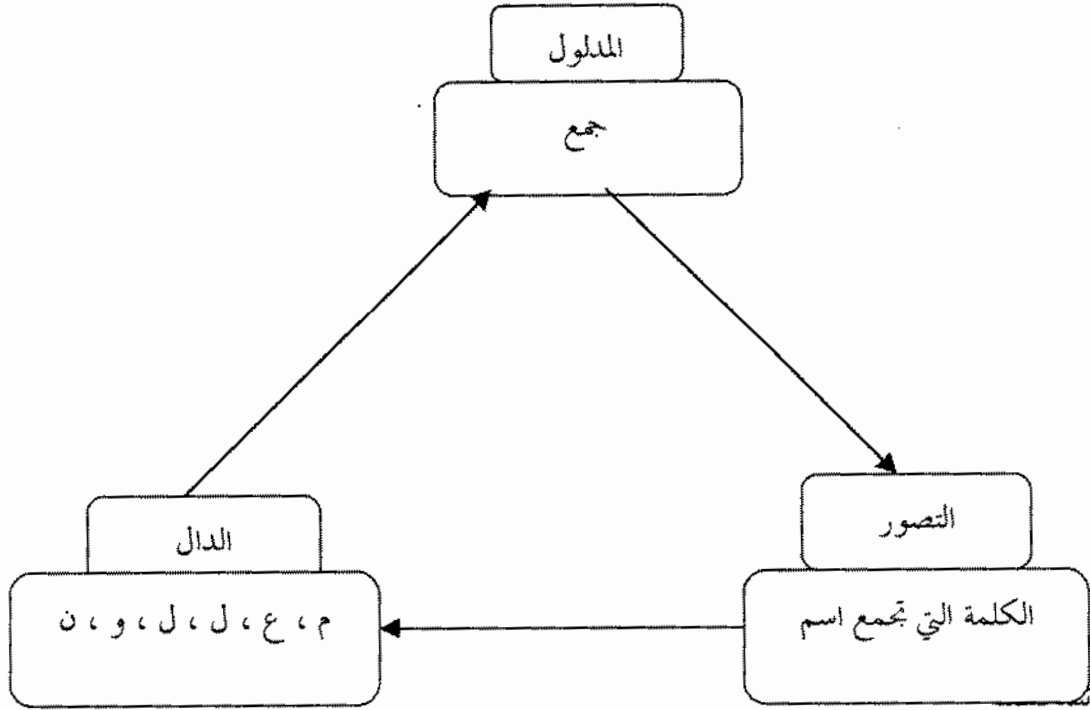 المدلول
جمع
التصور
الكلمة التي تجمع اسم
الدال
م ، ع ، ل ، ل ، و ، ن